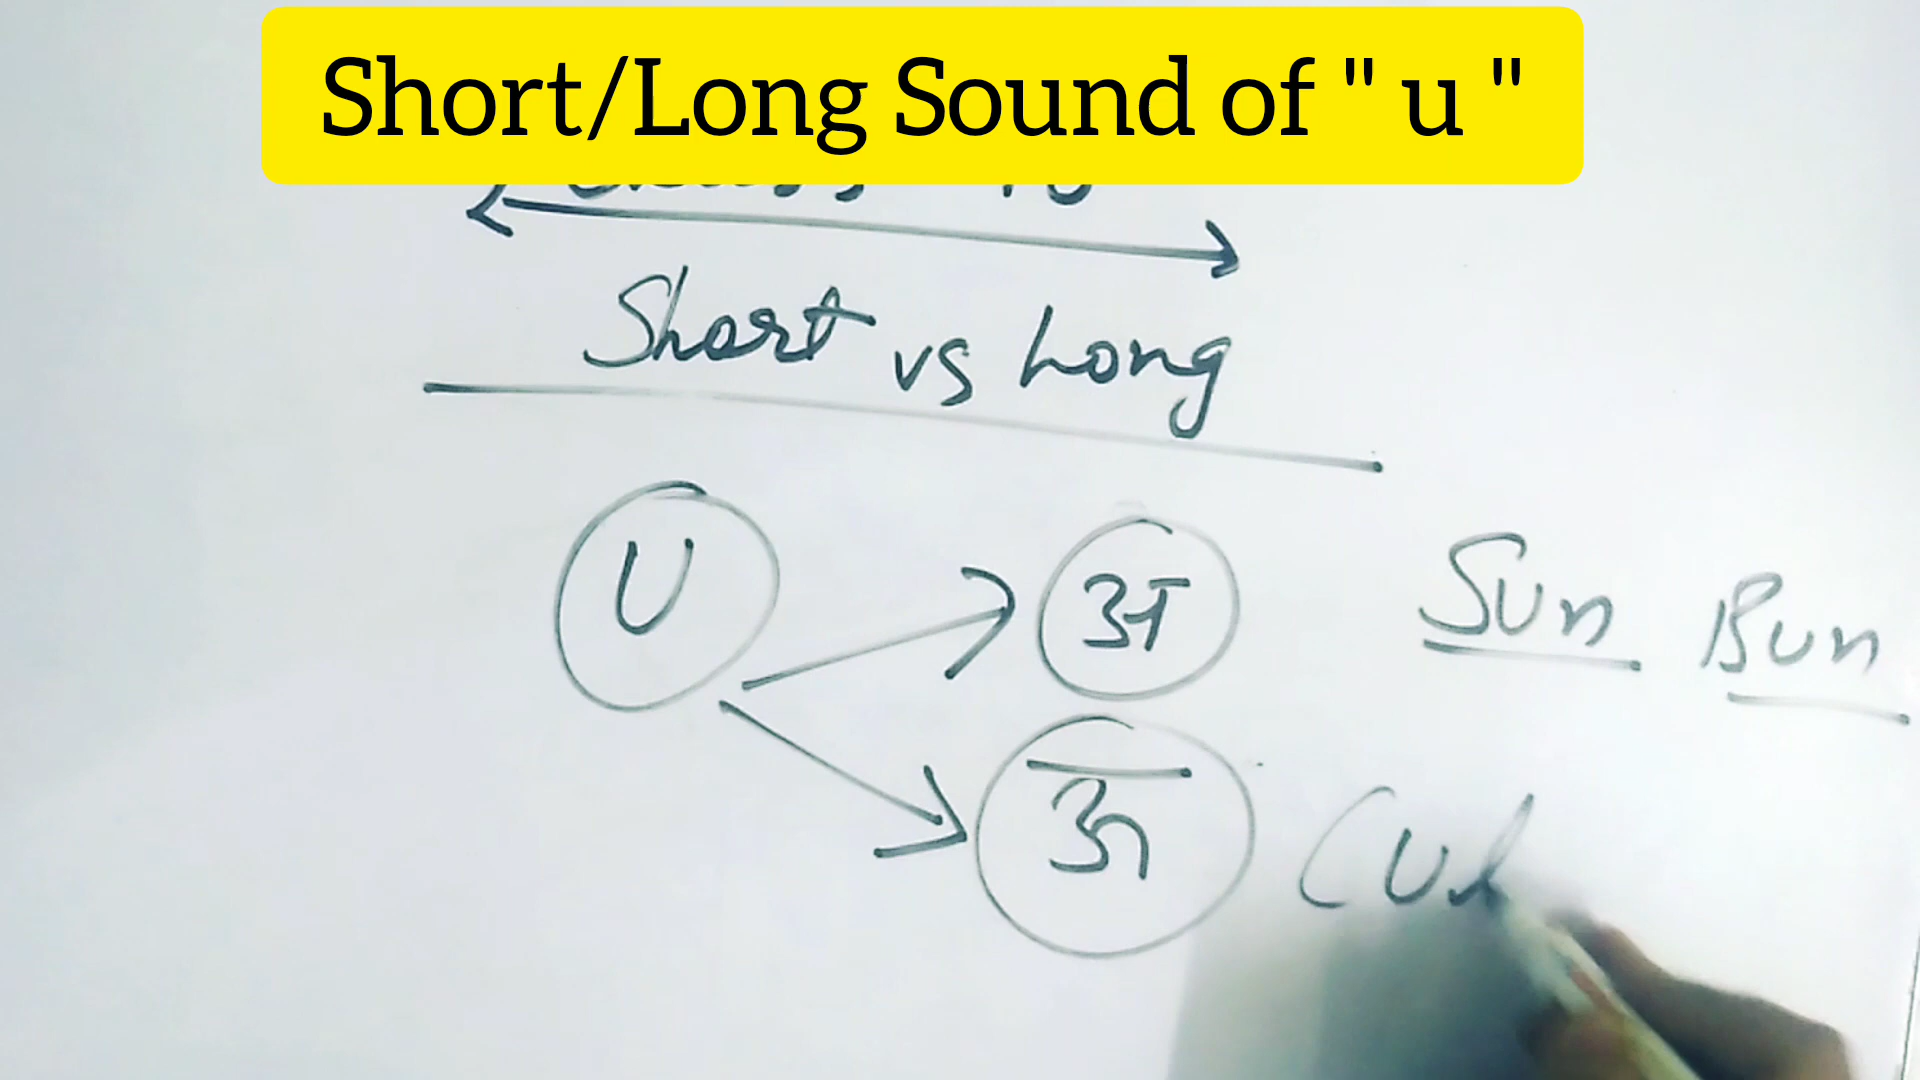 Short/Long Sound of " u "
Short vs Long
U
अ
Sun Bun
ऊ